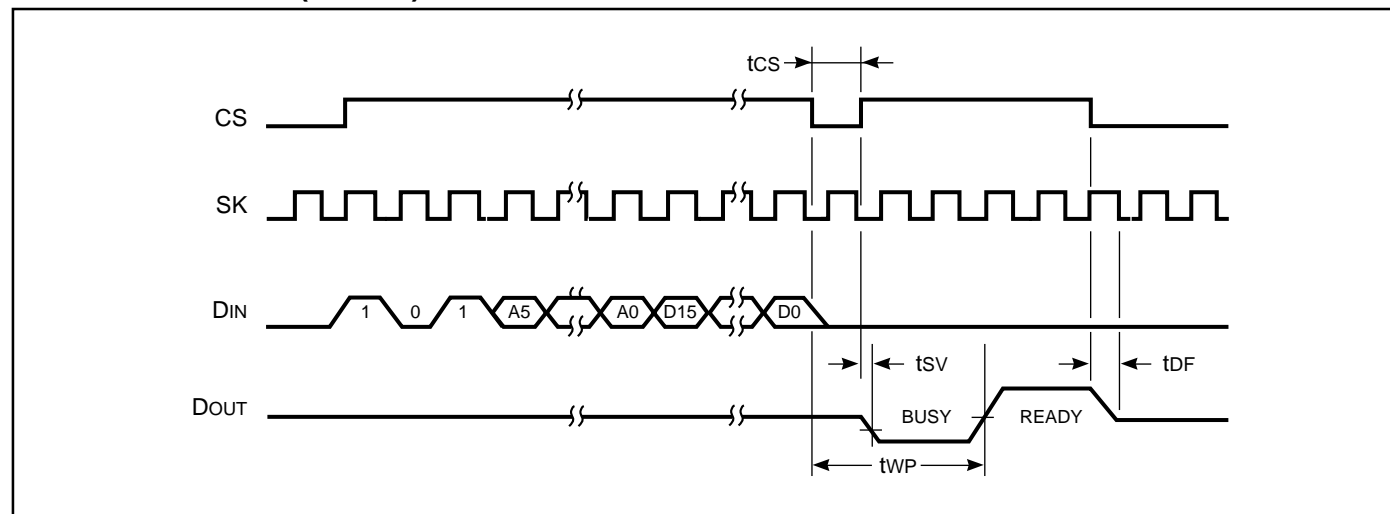 tCS
CS
SK
DIN
1 0 1 A5 A0 D15 D0
tSV
tDF
DOUT
BUSY READY
tWP